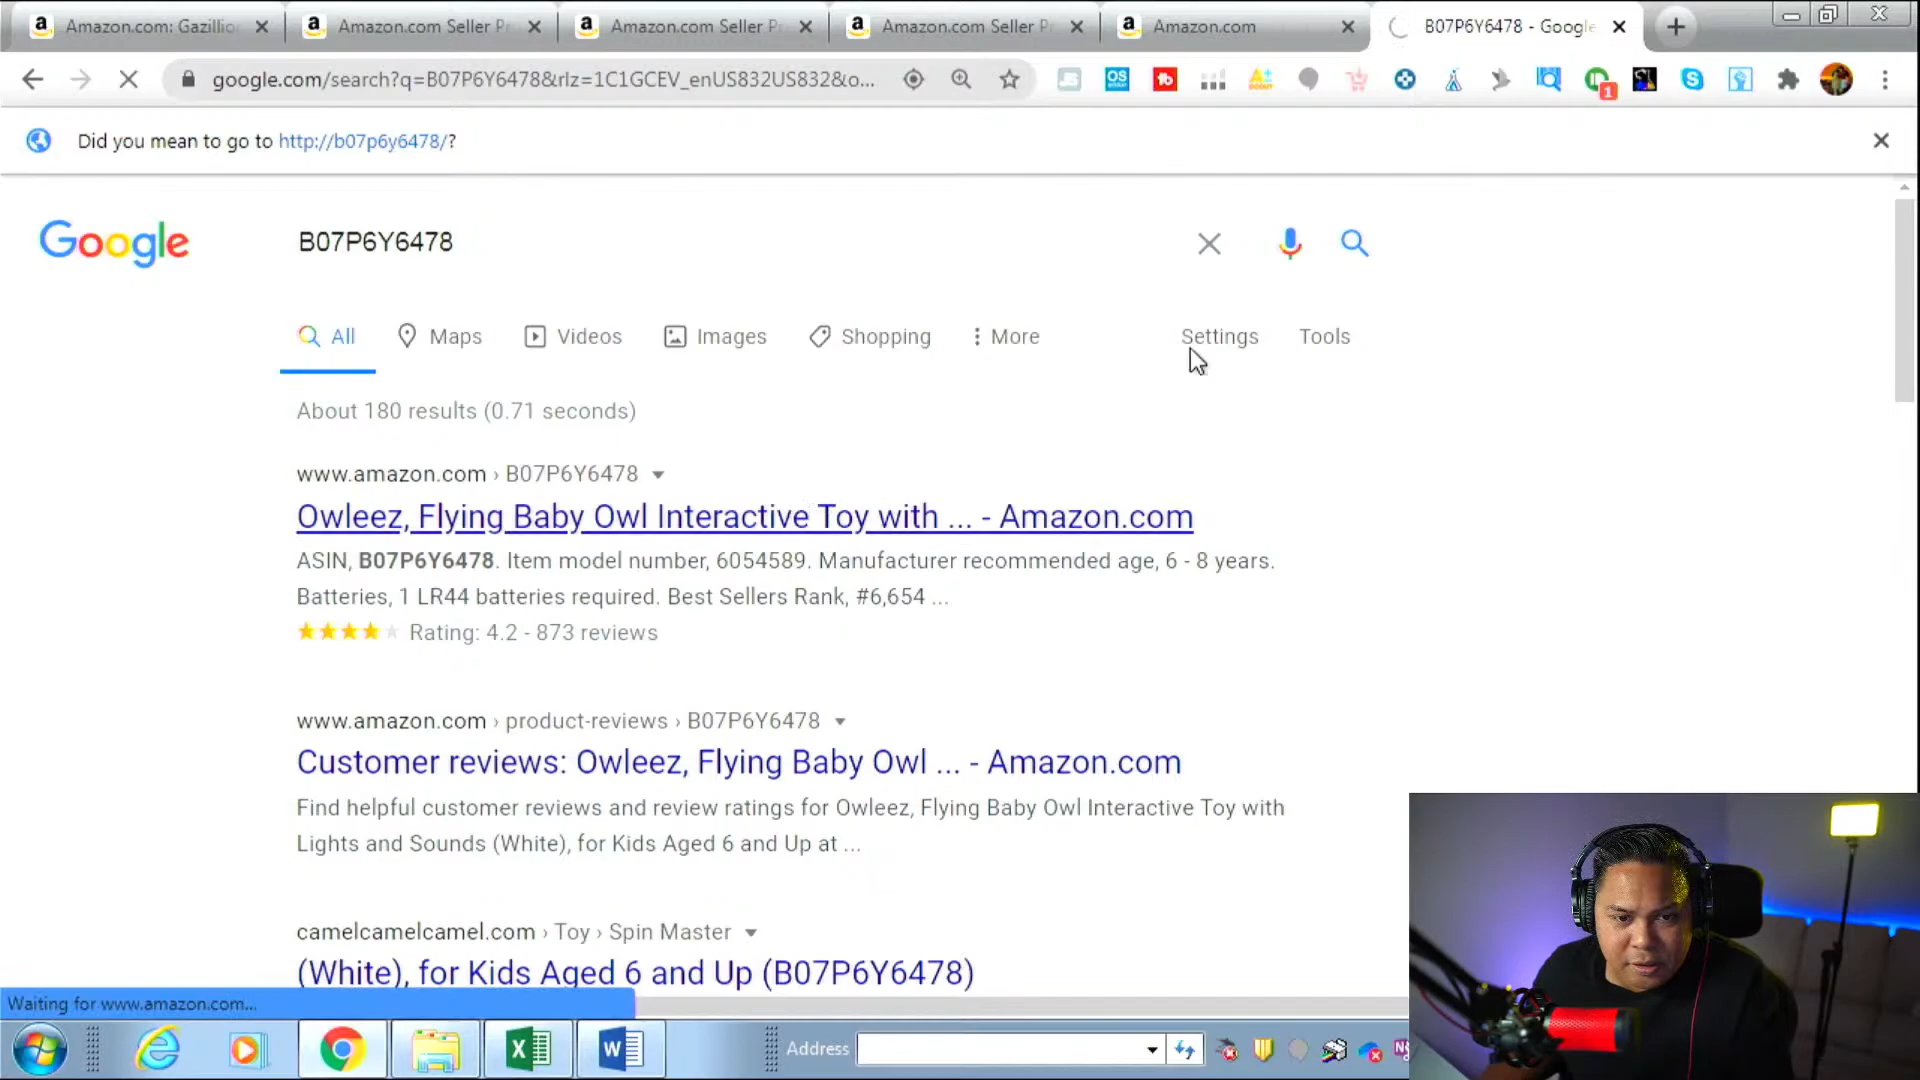 Amazon.com: Gazillio
Amazon.com Seller Pr
Amazon.com Seller Pr
Amazon.com Seller Pr
Amazon.com
B07P6Y6478 - Google
google.com/search?q=B07P6Y6478&rlz=1C1GCEV_enUS832US832&o...
OS
1
Did you mean to go to http://b07p6y6478/?
Google
B07P6Y6478
All
Maps
Videos
Images
Shopping
More
Settings
Tools
About 180 results (0.71 seconds)
www.amazon.com › B07P6Y6478
Owleez, Flying Baby Owl Interactive Toy with ... - Amazon.com
ASIN, B07P6Y6478. Item model number, 6054589. Manufacturer recommended age, 6 - 8 years.
Batteries, 1 LR44 batteries required. Best Sellers Rank, #6,654 ...
Rating: 4.2 - 873 reviews
www.amazon.com › product-reviews › B07P6Y6478
Customer reviews: Owleez, Flying Baby Owl ... - Amazon.com
Find helpful customer reviews and review ratings for Owleez, Flying Baby Owl Interactive Toy with
Lights and Sounds (White), for Kids Aged 6 and Up at ...
camelcamelcamel.com › Toy › Spin Master
(White), for Kids Aged 6 and Up (B07P6Y6478)
Waiting for www.amazon.com...
Address